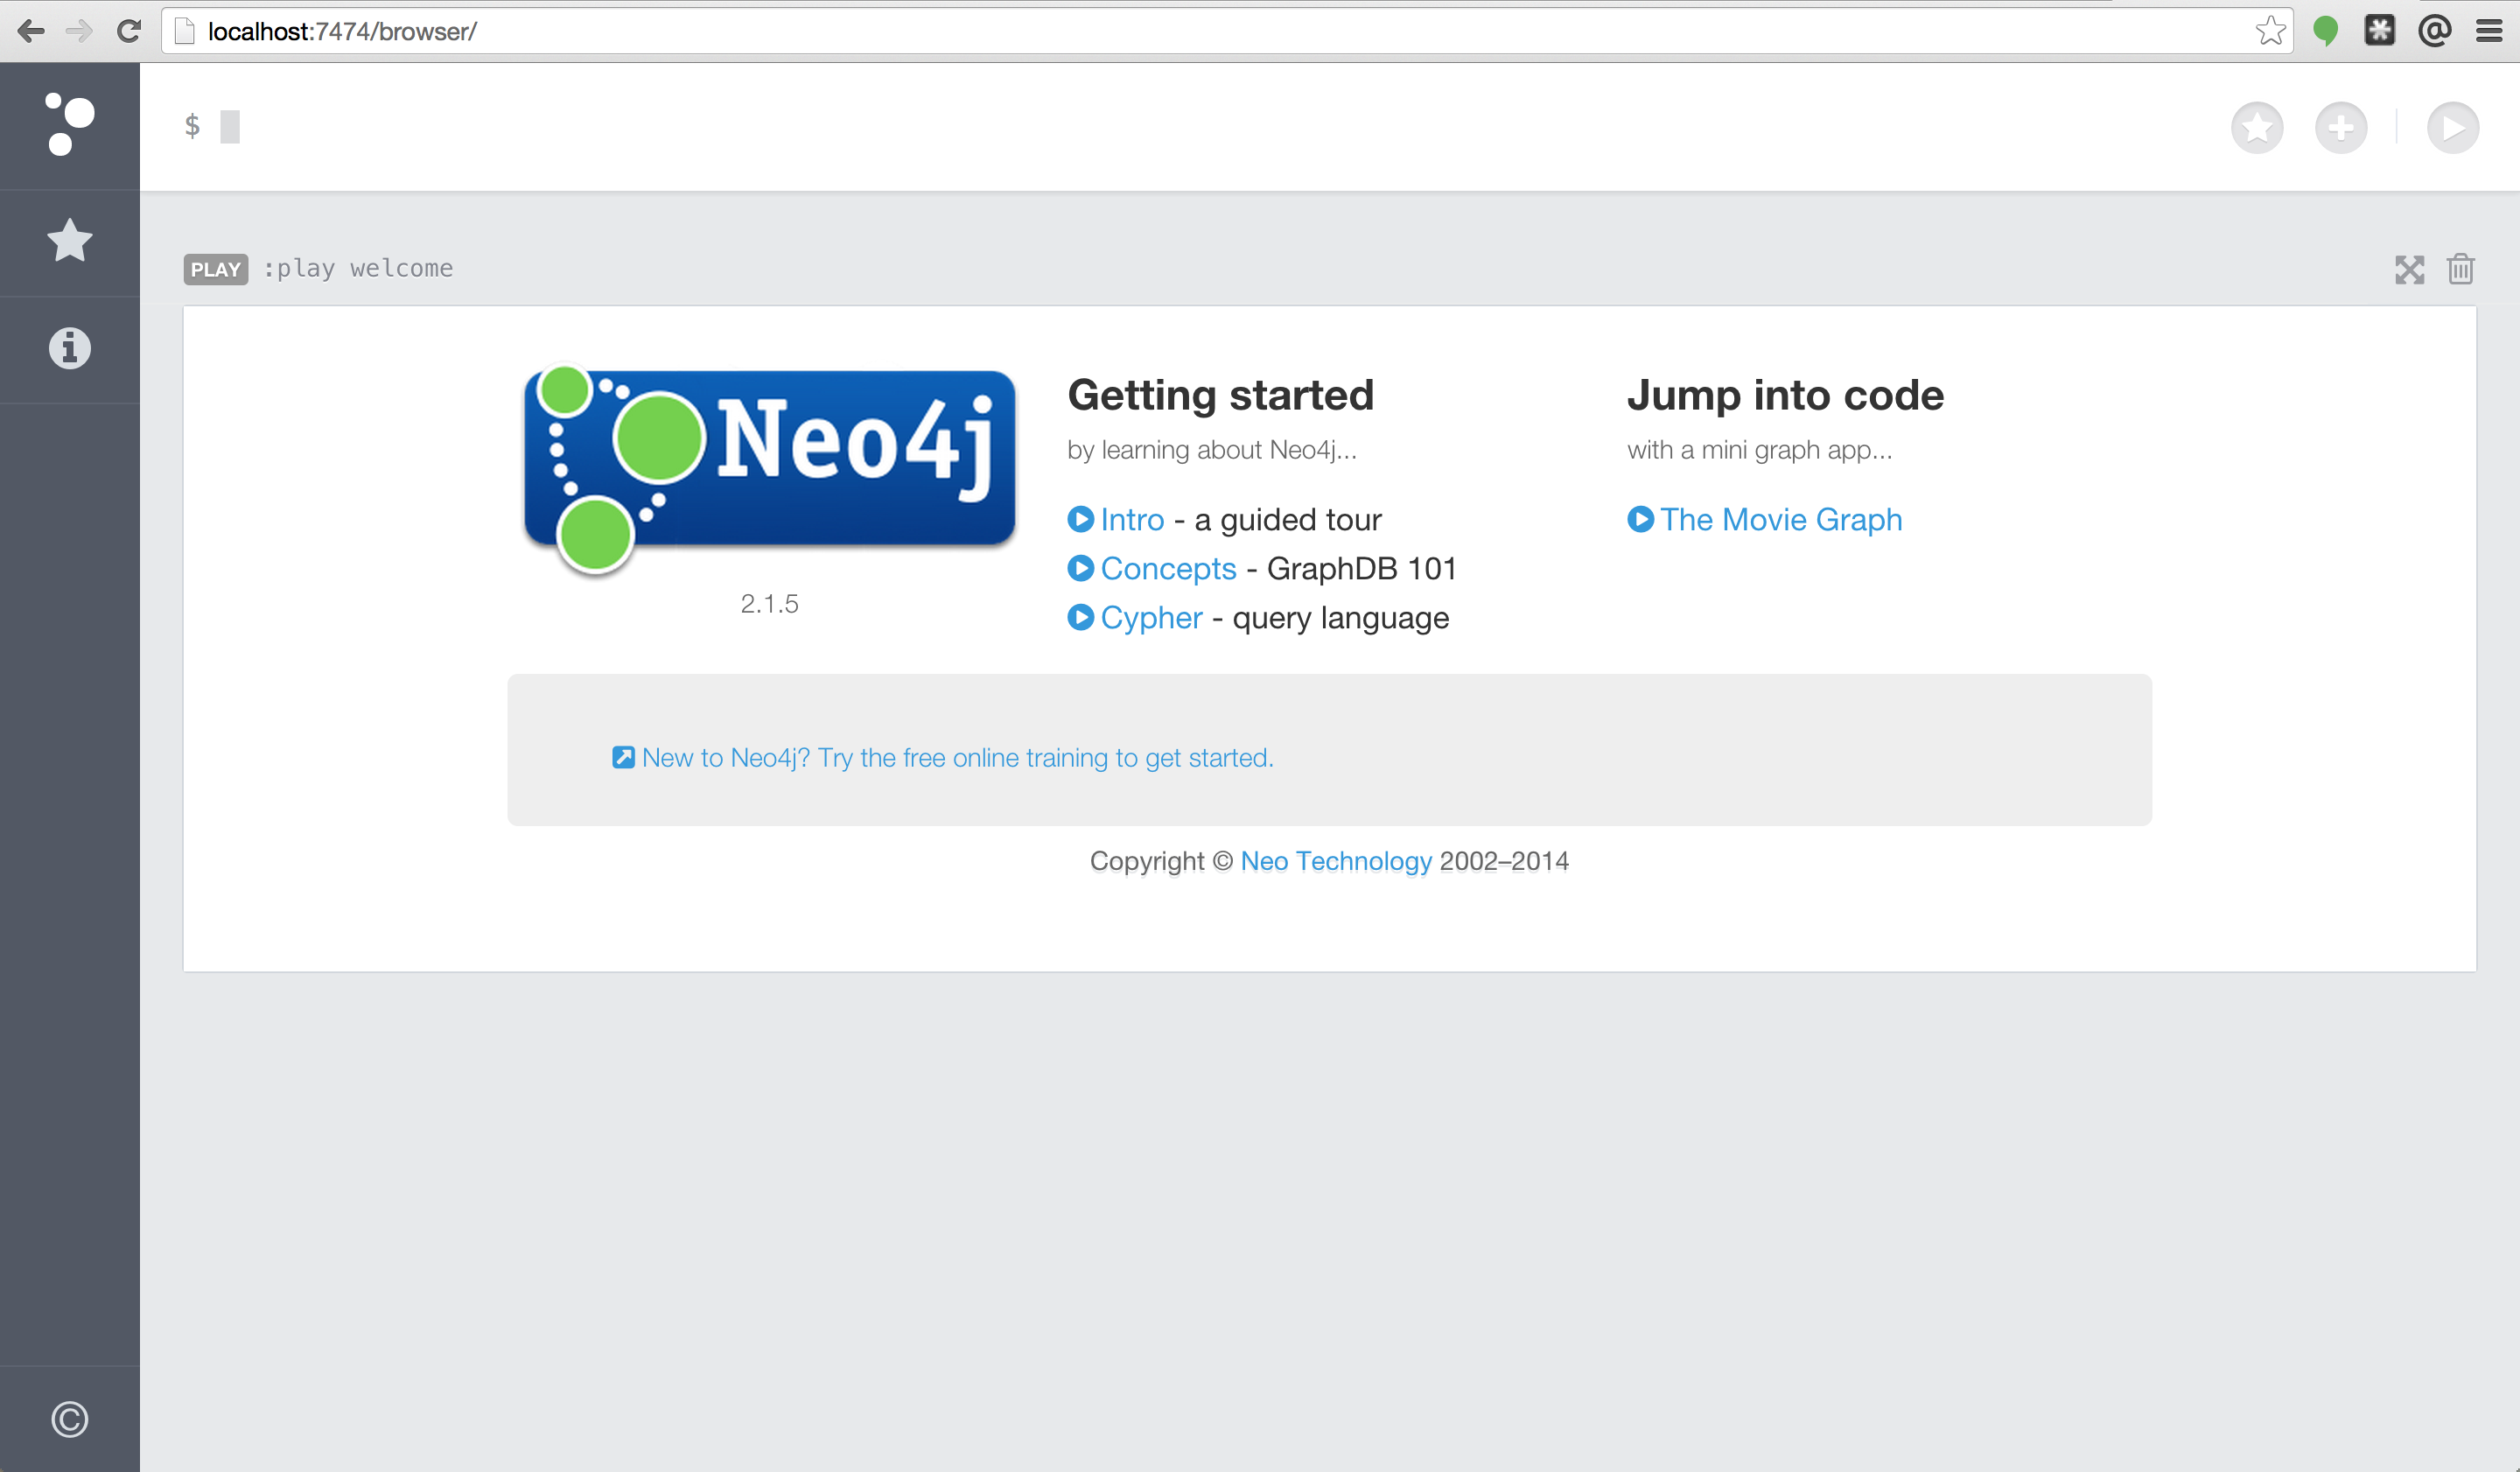 localhost:7474/browser/
$
PLAY :play welcome
Neo4j
2.1.5
Getting started
by learning about Neo4j...
Intro - a guided tour
Concepts - GraphDB 101
Cypher - query language
Jump into code
with a mini graph app...
The Movie Graph
New to Neo4j? Try the free online training to get started.
Copyright © Neo Technology 2002–2014